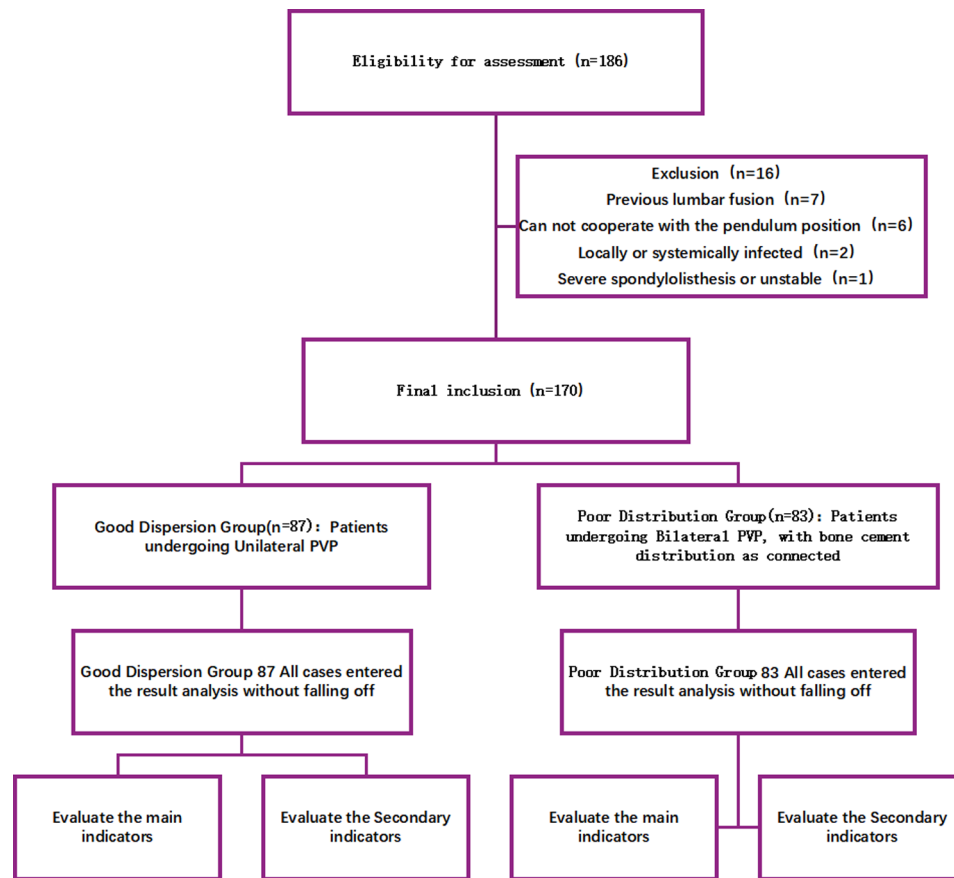 Eligibility for assessment (n=186)
Exclusion (n=16)
Previous lumbar fusion (n=7)
Can not cooperate with the pendulum position (n=6)
Locally or systemically infected (n=2)
Severe spondylolisthesis or unstable (n=1)
Final inclusion (n=170)
Good Dispersion Group(n=87): Patients
undergoing Unilateral PVP
Poor Distribution Group(n=83): Patients
undergoing Bilateral PVP, with bone cement
distribution as connected
Good Dispersion Group 87 All cases entered
the result analysis without falling off
Poor Distribution Group 83 All cases entered
the result analysis without falling off
Evaluate the main
indicators
Evaluate the Secondary
indicators
Evaluate the main
indicators
Evaluate the Secondary
indicators